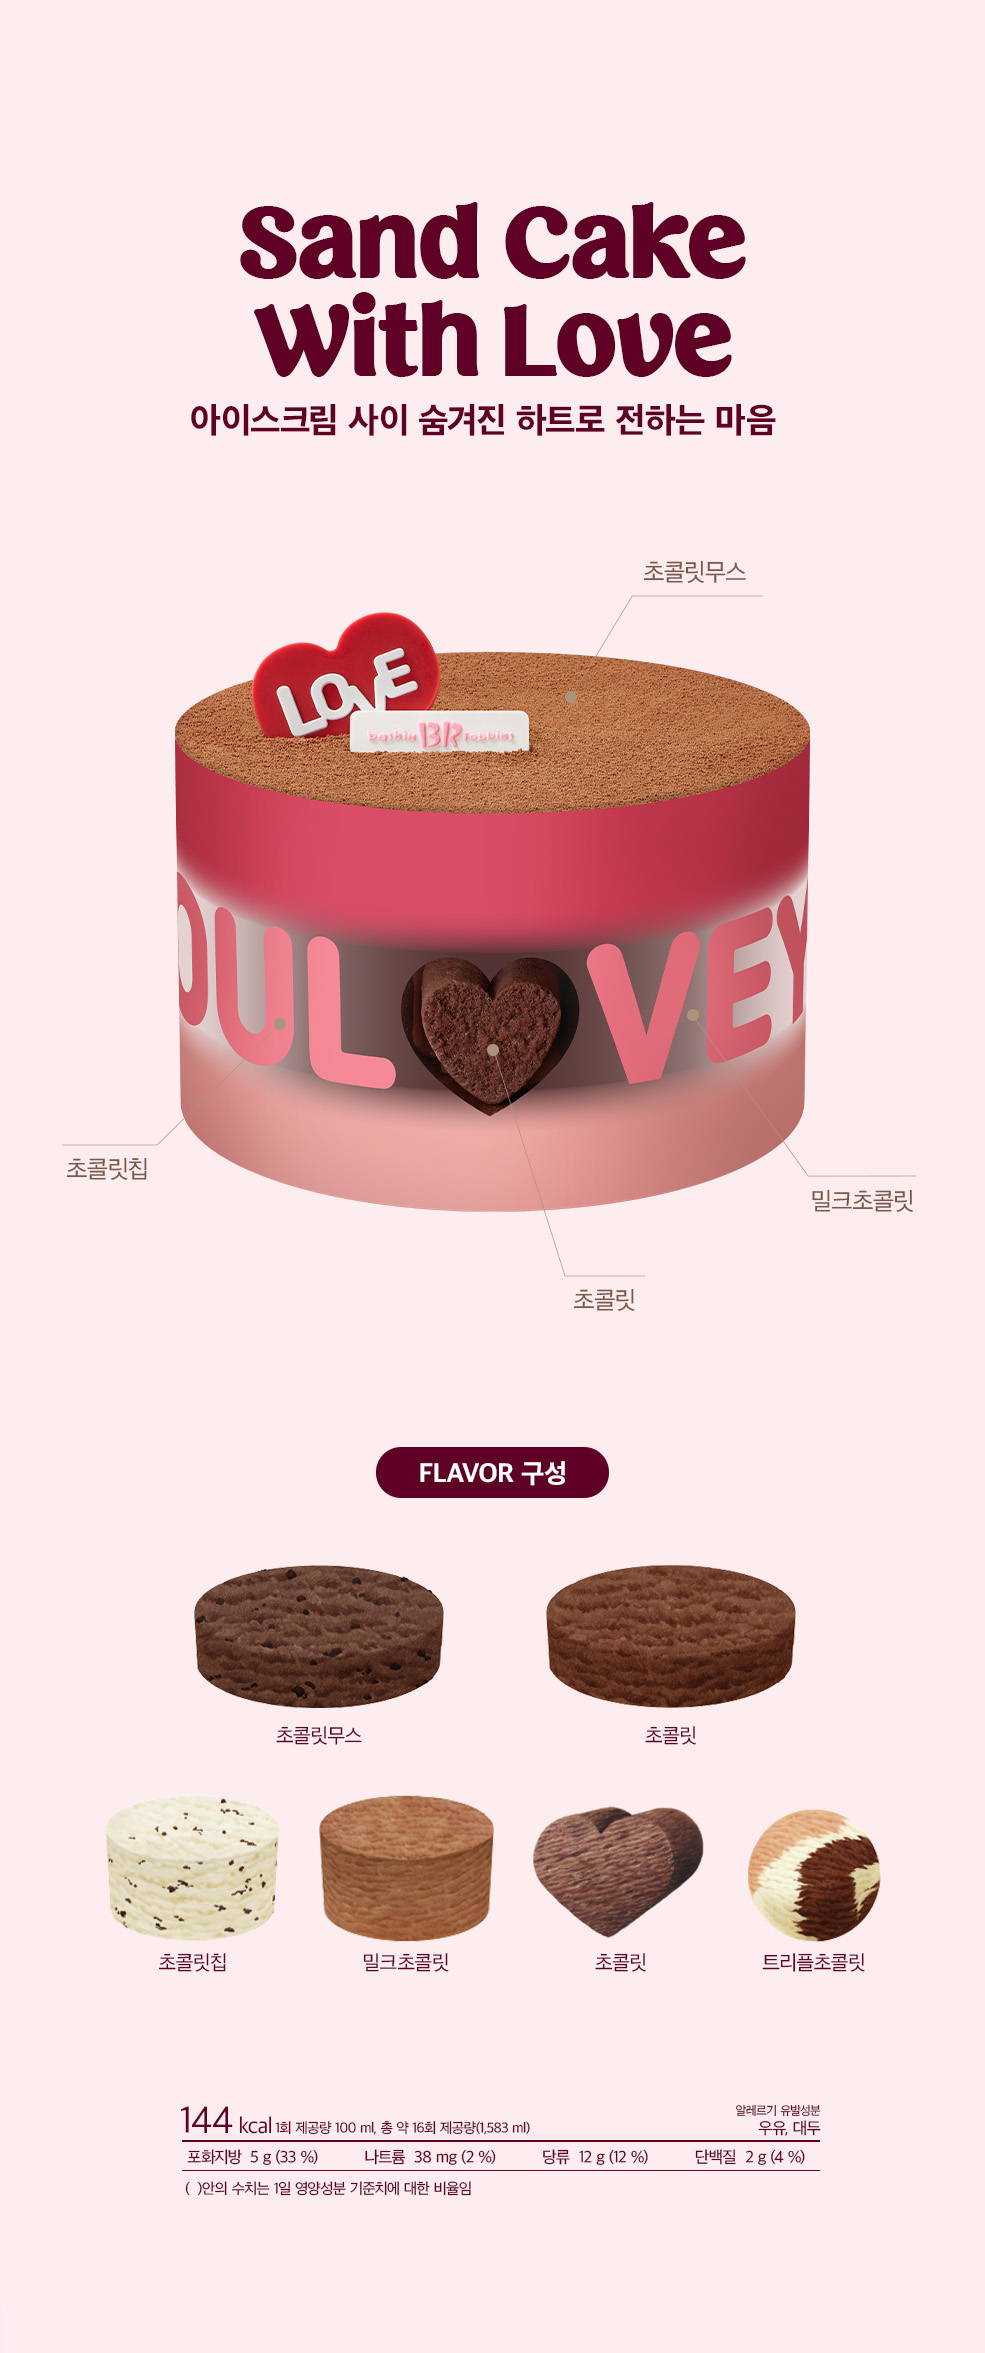 Sand Cake
With Love
아이스크림 사이 숨겨진 하트로 전하는 마음
초콜릿무스
LOVE
baskin BR robbins
OUL VEY
초콜릿칩
밀크초콜릿
초콜릿
FLAVOR 구성
초콜릿무스
초콜릿
초콜릿칩
밀크초콜릿
초콜릿
트리플초콜릿
알레르기 유발성분
144 kcal 1회 제공량 100 ml, 총 약 16회 제공량(1,583 ml)
우유, 대두
포화지방 5 g (33 %) 나트륨 38 mg (2 %) 당류 12 g (12 %) 단백질 2 g (4 %)
( )안의 수치는 1일 영양성분 기준치에 대한 비율임